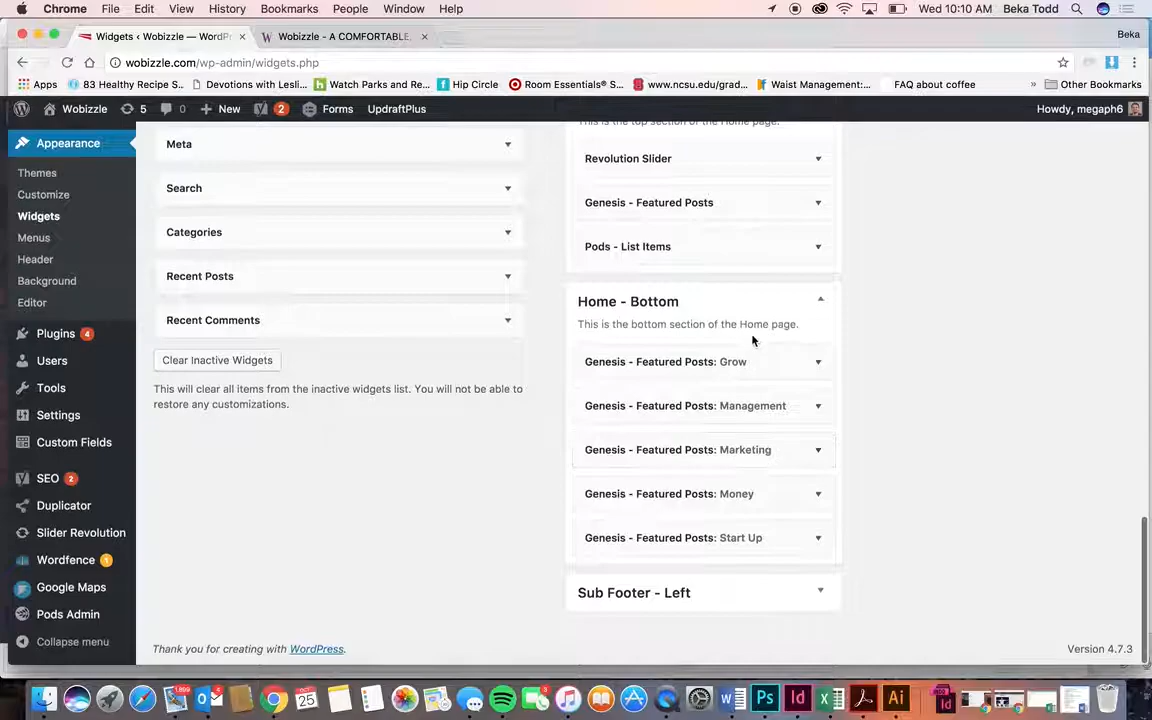 Chrome File Edit View History Bookmarks People Window Help Wed 10:10 AM Beka Todd
Widgets ‹ Wobizzle — WordPr Wobizzle - A COMFORTABLE, Beka
wobizzle.com/wp-admin/widgets.php
Apps 83 Healthy Recipe S... Devotions with Lesli... Watch Parks and Re... Hip Circle Room Essentials® S... www.ncsu.edu/grad... Waist Management:... FAQ about coffee » Other Bookmarks
Wobizzle 5 0 New 2 Forms UpdraftPlus Howdy, megaph6
This is the top section of the Home page.
Appearance
Themes
Customize
Widgets
Menus
Header
Background
Editor
Plugins 4
Users
Tools
Settings
Custom Fields
SEO 2
Duplicator
Slider Revolution
Wordfence 1
Google Maps
Pods Admin
Collapse menu
Meta
Search
Categories
Recent Posts
Recent Comments
Clear Inactive Widgets
This will clear all items from the inactive widgets list. You will not be able to
restore any customizations.
Revolution Slider
Genesis - Featured Posts
Pods - List Items
Home - Bottom
This is the bottom section of the Home page.
Genesis - Featured Posts: Grow
Genesis - Featured Posts: Management
Genesis - Featured Posts: Marketing
Genesis - Featured Posts: Money
Genesis - Featured Posts: Start Up
Sub Footer - Left
Thank you for creating with WordPress. Version 4.7.3
OCT
25 Ps Id Ai